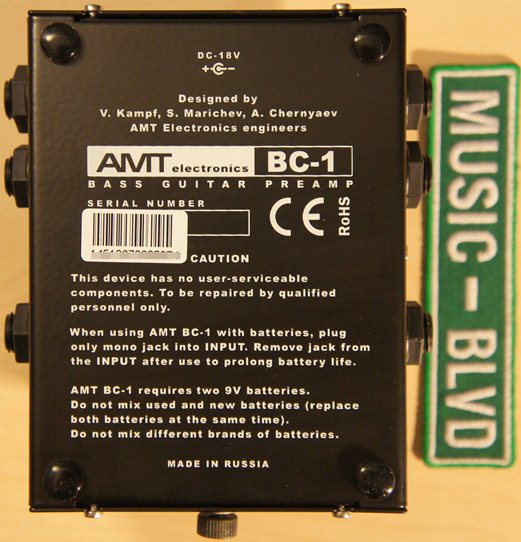 DC-18V
Designed by
V. Kampf, S. Marichev, A. Chernyaev
AMT Electronics engineers
AMT electronics BC-1
BASS GUITAR PREAMP
SERIAL NUMBER
CE RoHS
CAUTION
This device has no user-serviceable
components. To be repaired by qualified
personnel only.
When using AMT BC-1 with batteries, plug
only mono jack into INPUT. Remove jack from
the INPUT after use to prolong battery life.
AMT BC-1 requires two 9V batteries.
Do not mix used and new batteries (replace
both batteries at the same time).
Do not mix different brands of batteries.
MADE IN RUSSIA
MUSIC-BLVD